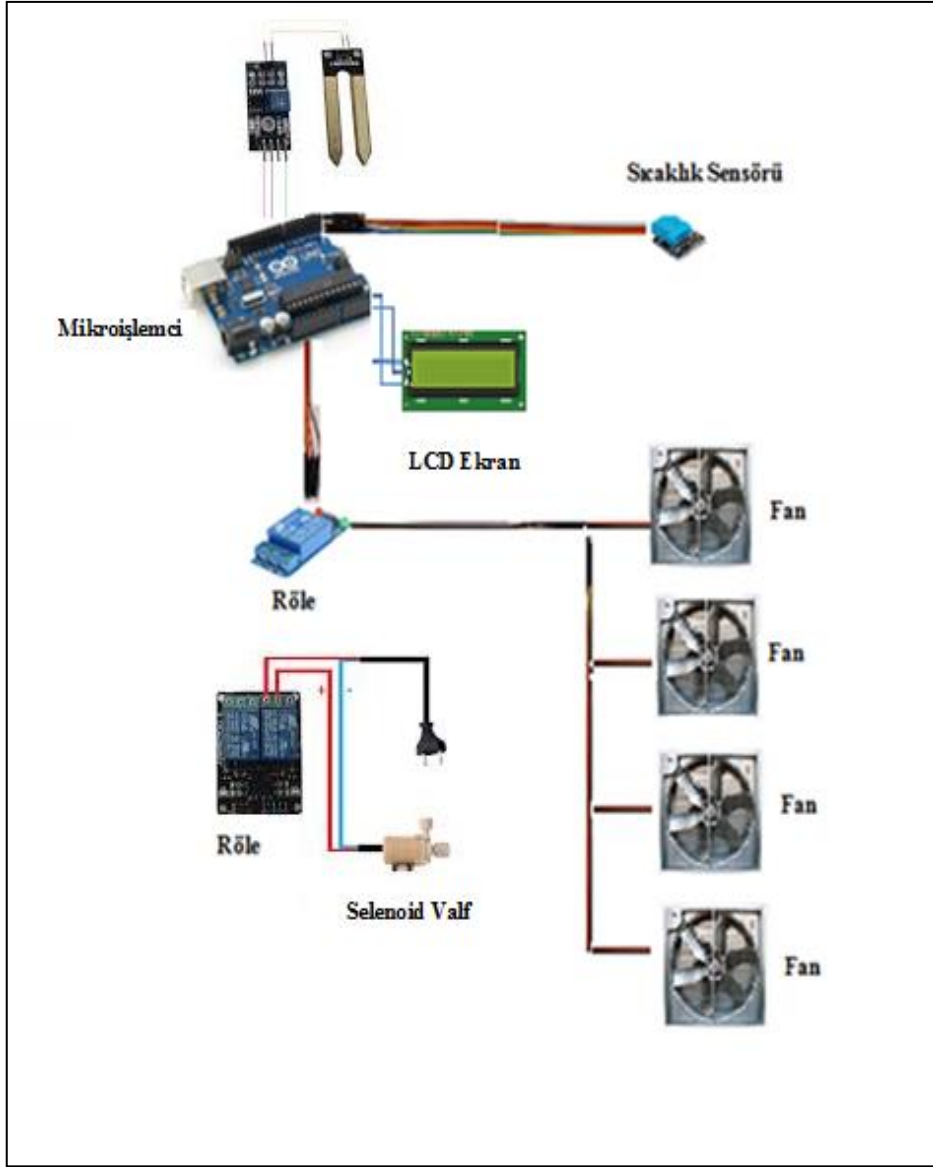 Sıcaklık Sensörü
Mikroişlemci
LCD Ekran
Fan
Röle
Fan
+ -
Fan
Röle
Selenoid Valf
Fan